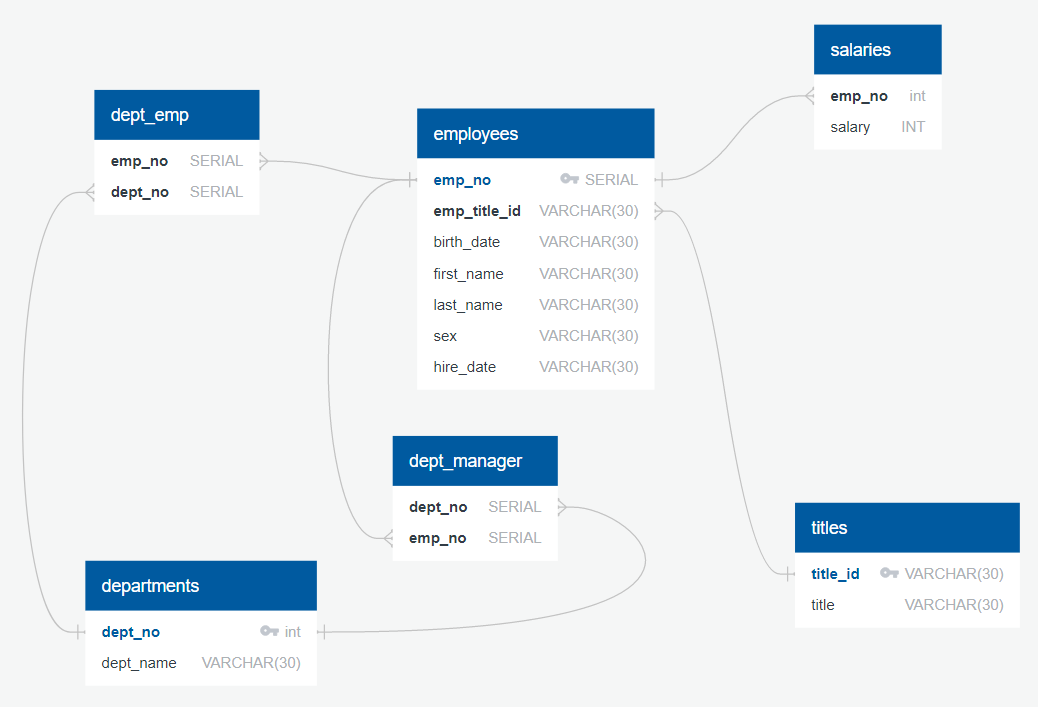 dept_emp
emp_no SERIAL
dept_no SERIAL
employees
emp_no SERIAL
emp_title_id VARCHAR(30)
birth_date VARCHAR(30)
first_name VARCHAR(30)
last_name VARCHAR(30)
sex VARCHAR(30)
hire_date VARCHAR(30)
salaries
emp_no int
salary INT
dept_manager
dept_no SERIAL
emp_no SERIAL
departments
dept_no int
dept_name VARCHAR(30)
titles
title_id VARCHAR(30)
title VARCHAR(30)